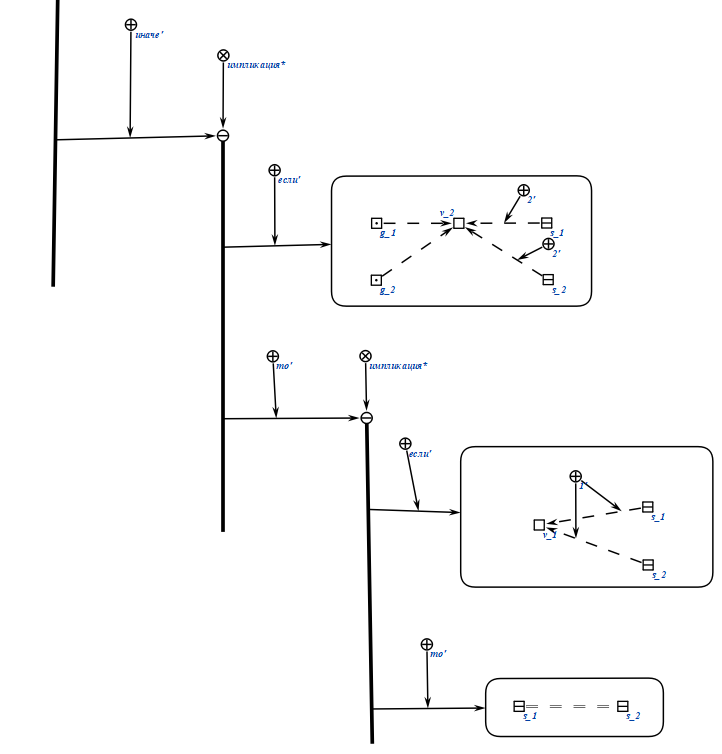 иначе'
импликация*
если'
2'
v_2
g_1
s_1
2'
g_2
s_2
то'
импликация*
если'
1'
s_1
v_1
s_2
то'
s_1
s_2